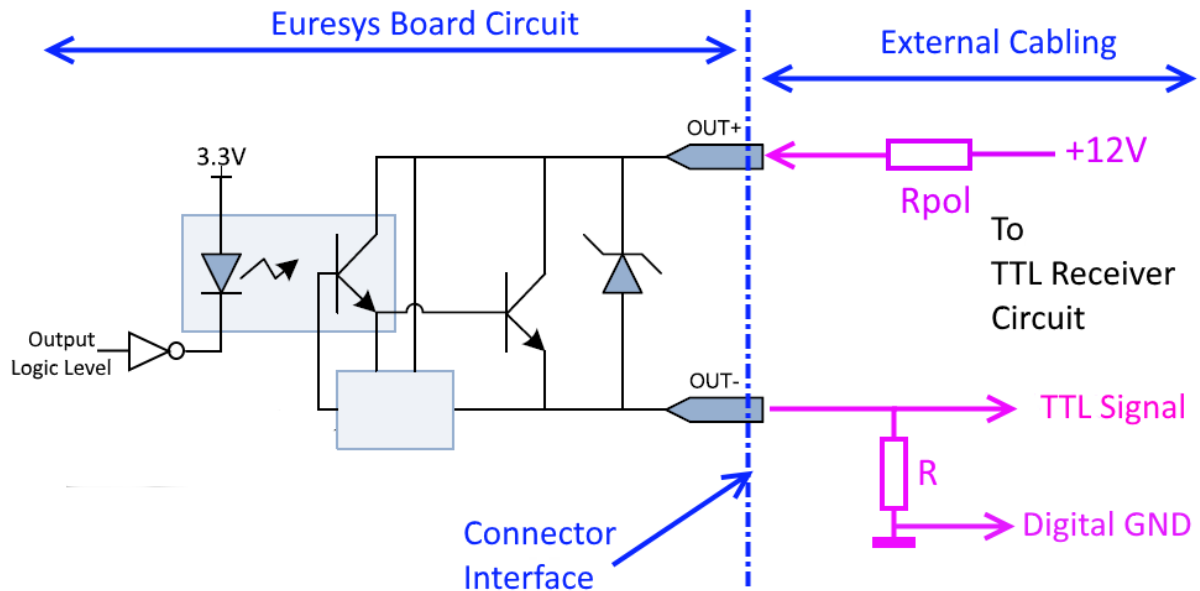 Euresys Board Circuit
External Cabling
OUT+
3.3V
+12V
Rpol
To
TTL Receiver
Circuit
Output
Logic Level
OUT-
TTL Signal
R
Connector
Interface
Digital GND